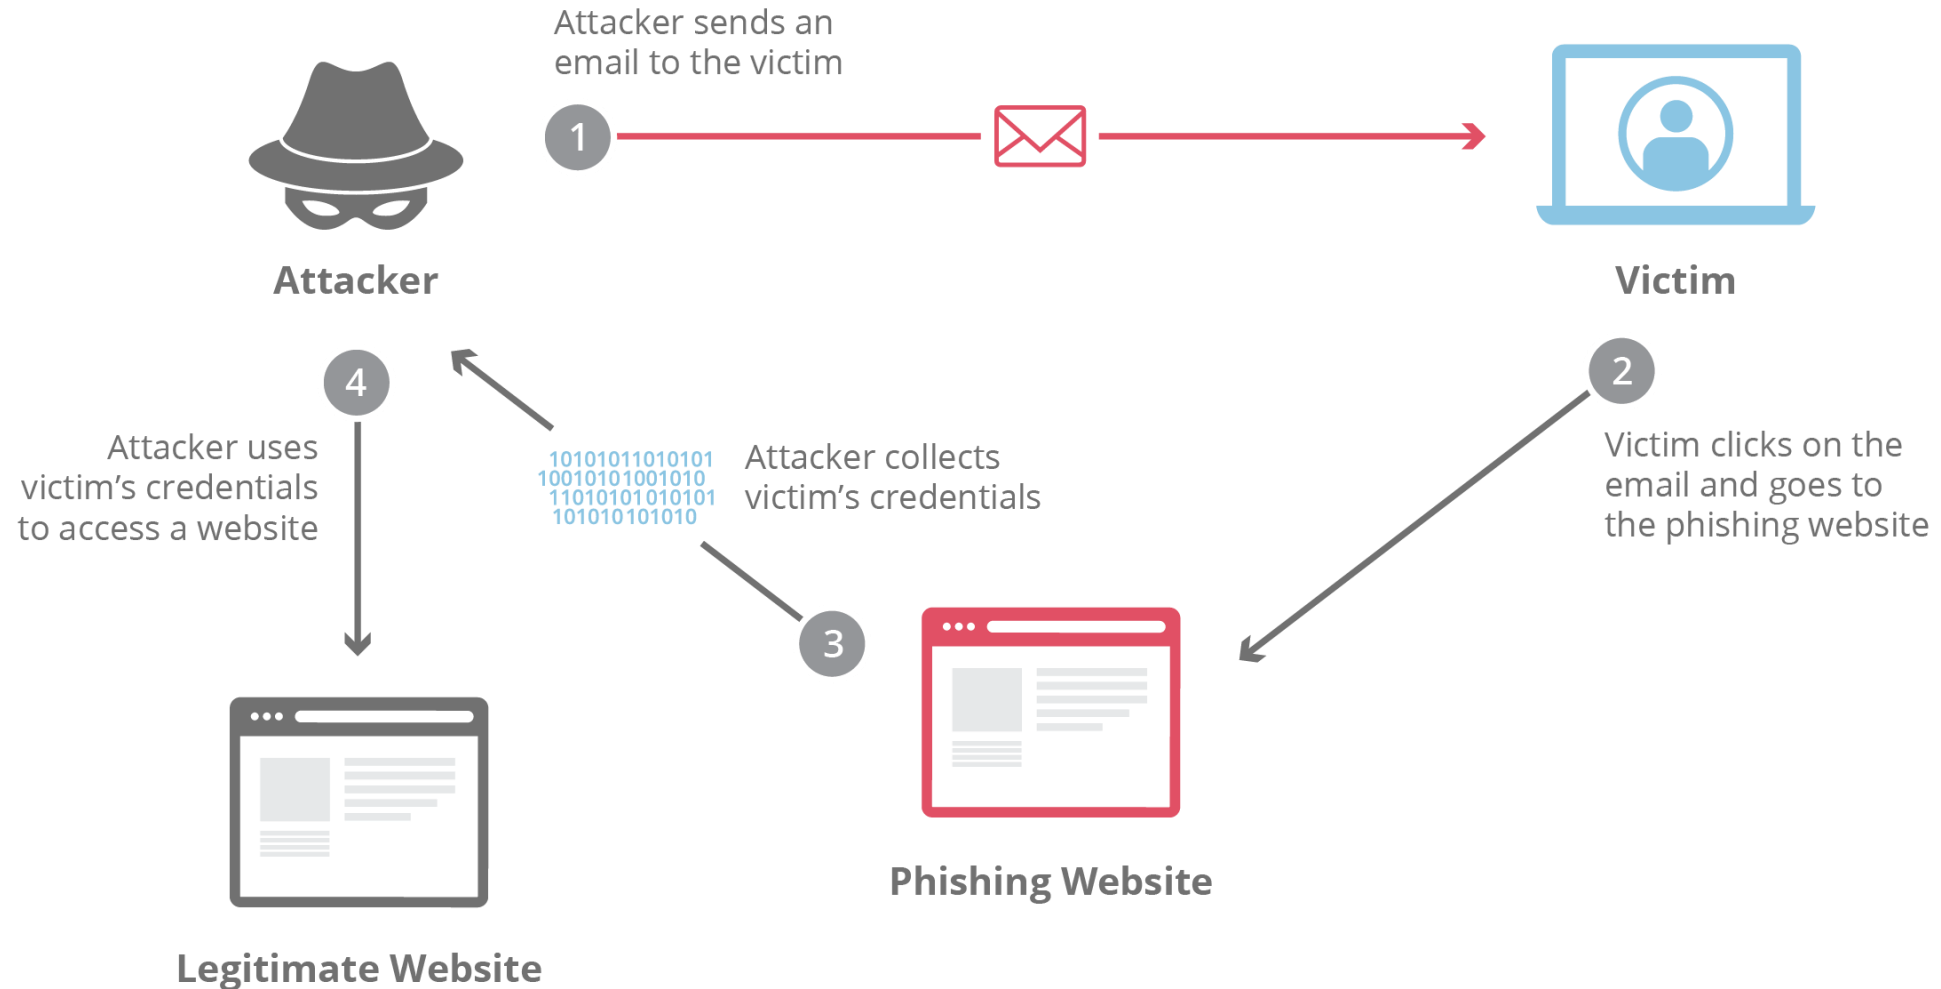 Attacker sends an
email to the victim
1
Attacker
Victim
4
2
Attacker uses
victim’s credentials
to access a website
10101011010101
10010101001010
11010101010101
101010101010
Attacker collects
victim’s credentials
Victim clicks on the
email and goes to
the phishing website
3
Phishing Website
Legitimate Website